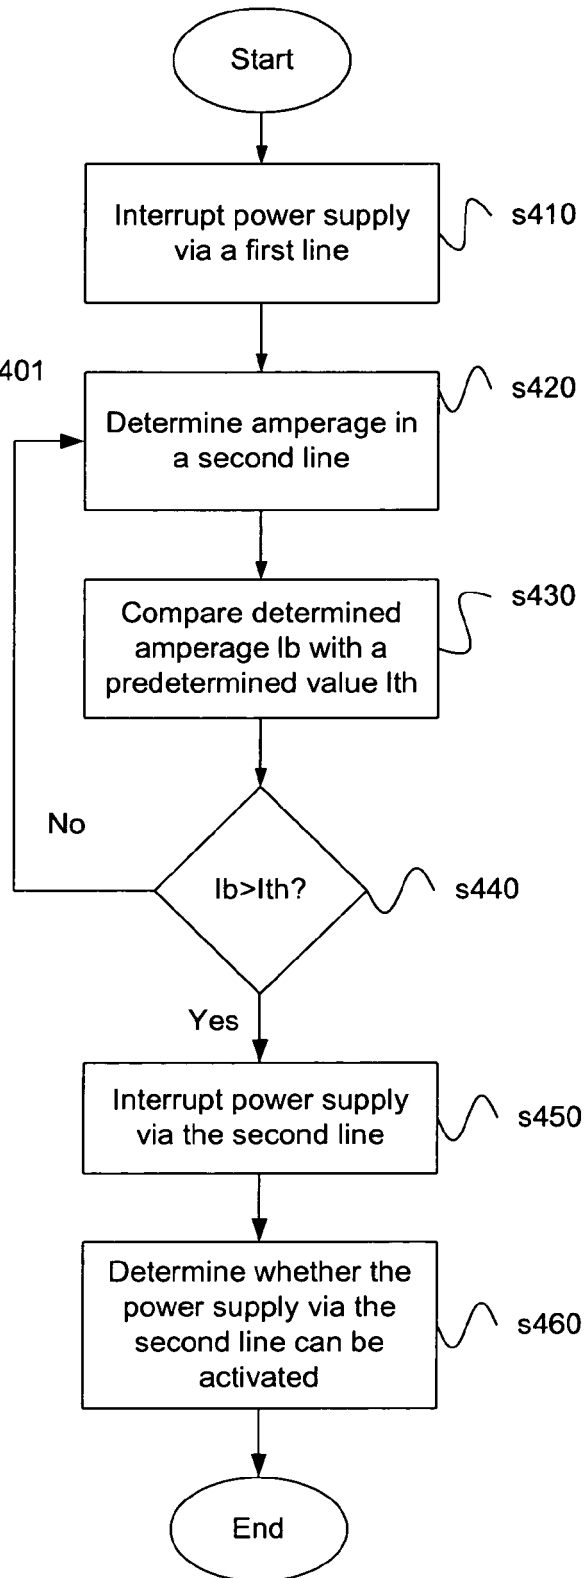 Start
Interrupt power supply
via a first line
s410
401
Determine amperage in
a second line
s420
Compare determined
amperage Ib with a
predetermined value Ith
s430
No
Ib>Ith?
s440
Yes
Interrupt power supply
via the second line
s450
Determine whether the
power supply via the
second line can be
activated
s460
End